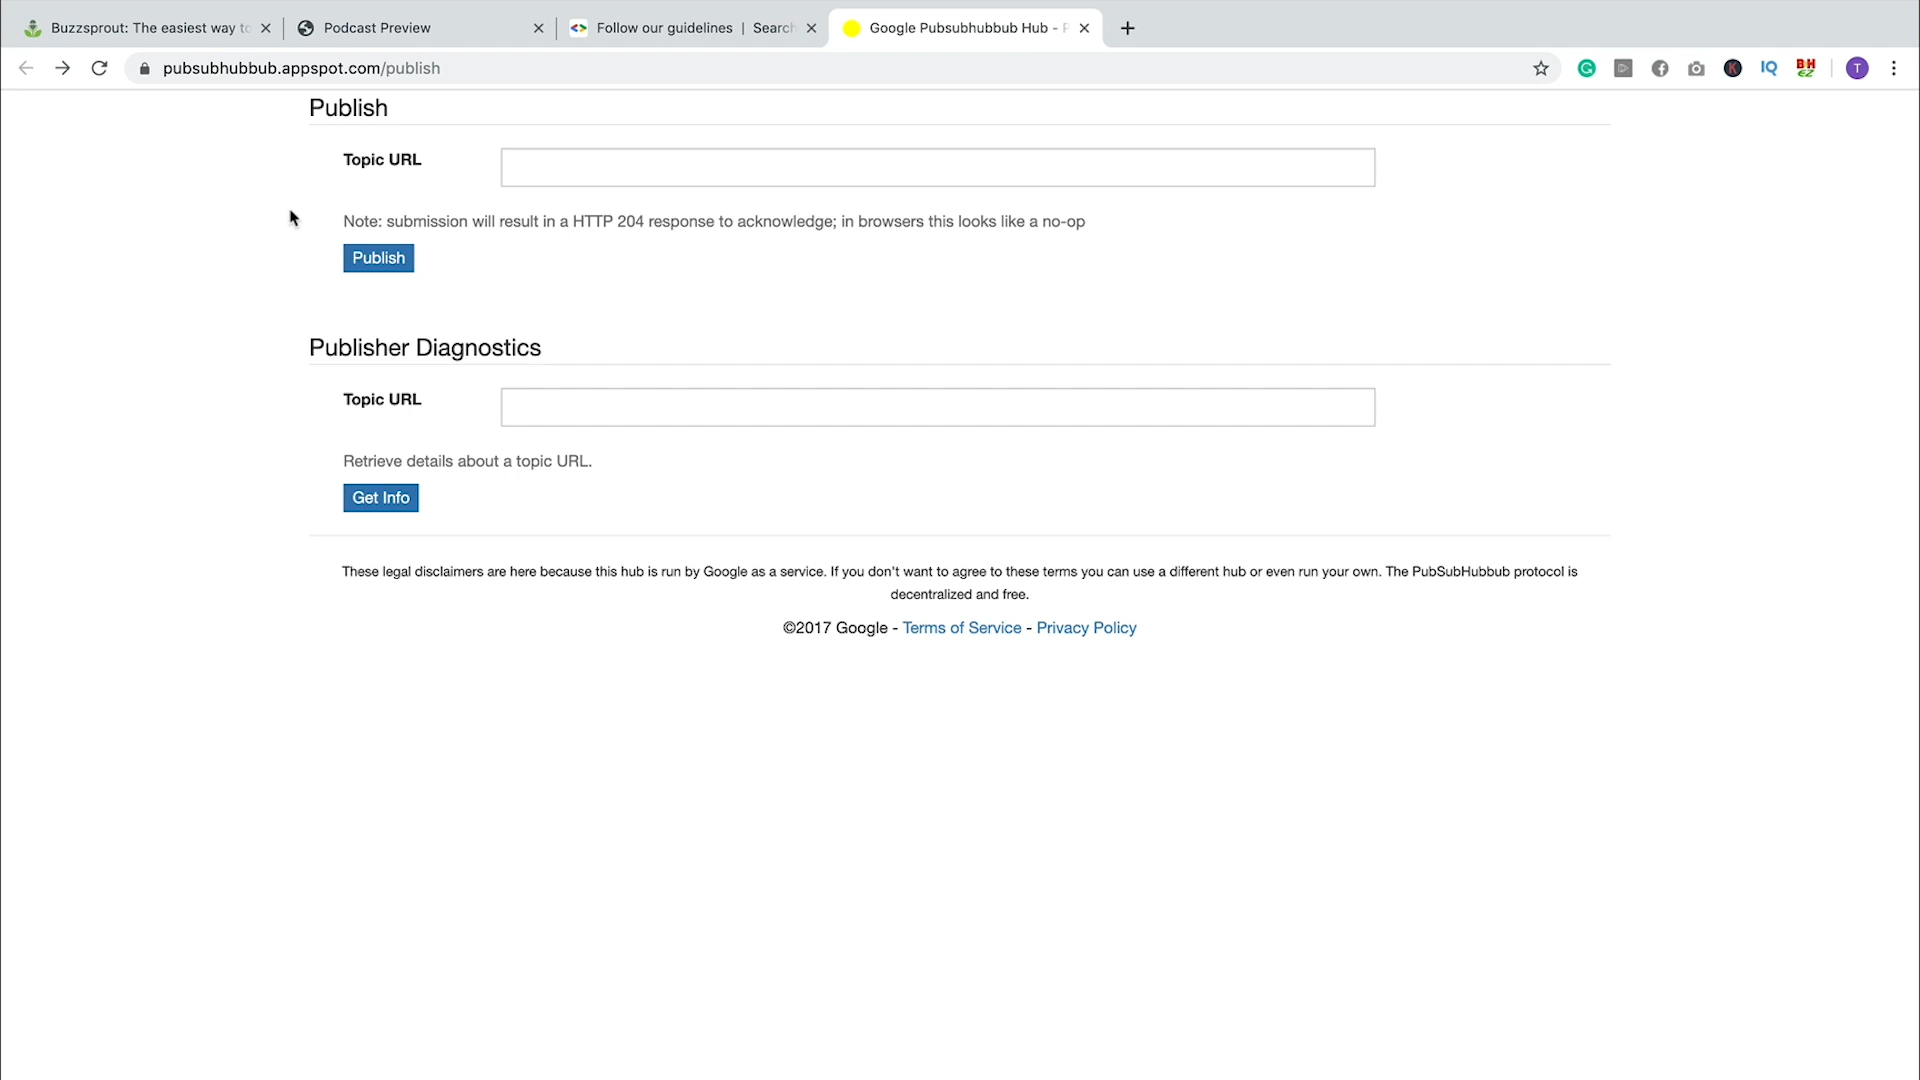 Buzzsprout: The easiest way to
Podcast Preview
Follow our guidelines | Search
Google Pubsubhubbub Hub - P
pubsubhubbub.appspot.com/publish
IQ
BH
EZ
T
Publish
Topic URL
Note: submission will result in a HTTP 204 response to acknowledge; in browsers this looks like a no-op
Publish
Publisher Diagnostics
Topic URL
Retrieve details about a topic URL.
Get Info
These legal disclaimers are here because this hub is run by Google as a service. If you don't want to agree to these terms you can use a different hub or even run your own. The PubSubHubbub protocol is
decentralized and free.
©2017 Google - Terms of Service - Privacy Policy